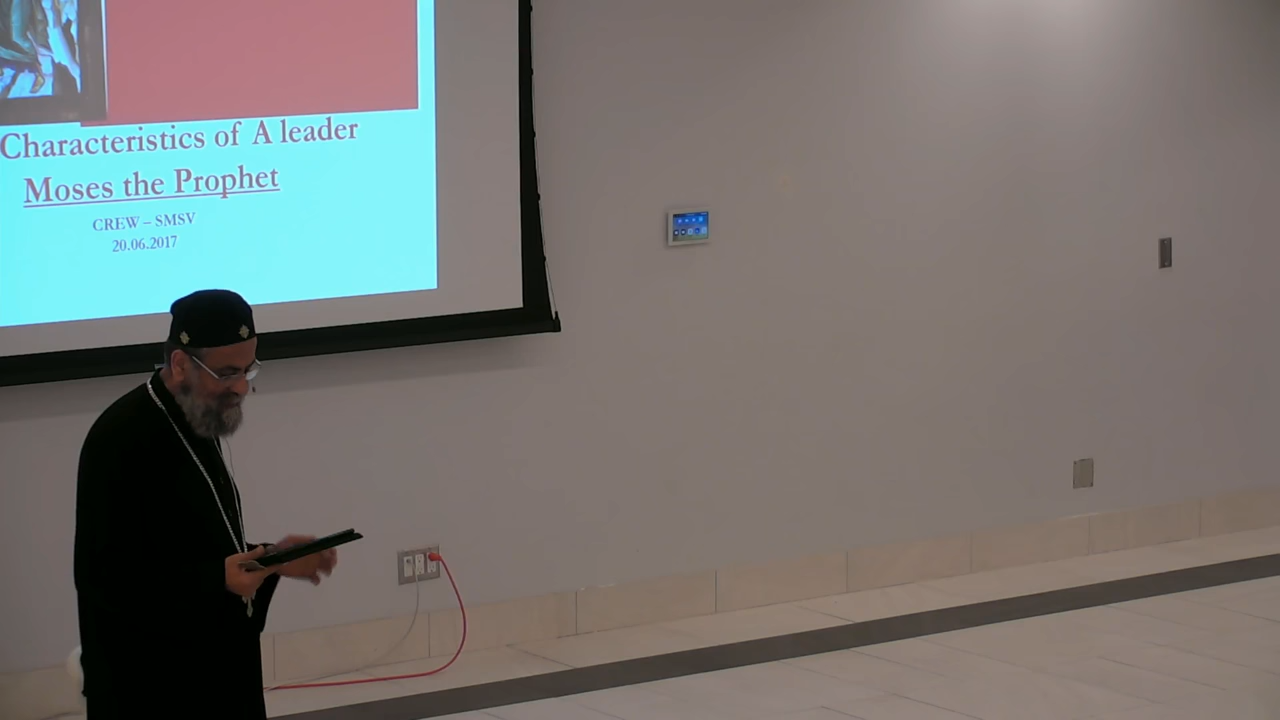 Characteristics of A leader
Moses the Prophet
CREW – SMSV
20.06.2017